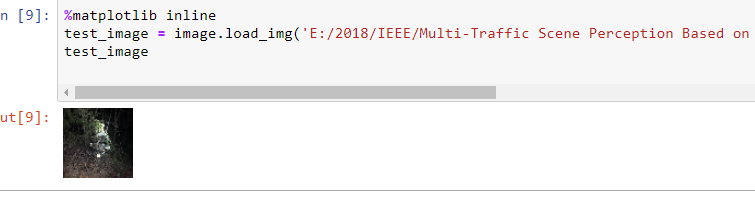 n [9]: %matplotlib inline
test_image = image.load_img('E:/2018/IEEE/Multi-Traffic Scene Perception Based on
test_image
ut[9]: